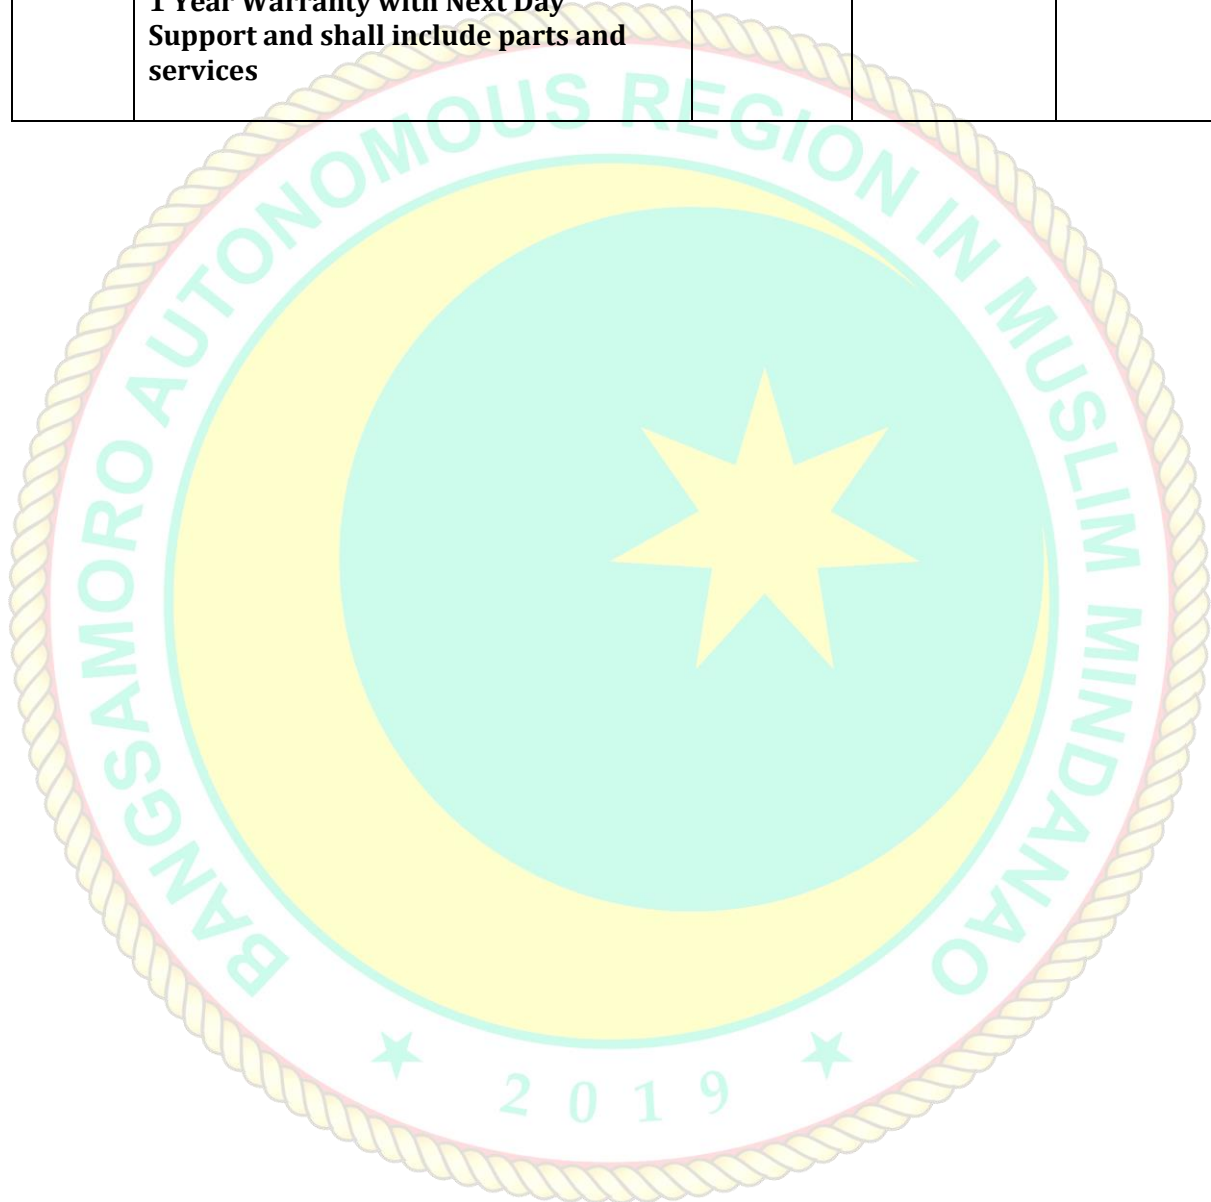 1 Year Warranty with Next Day
Support and shall include parts and
services
BANGSAMORO AUTONOMOUS REGION IN MUSLIM MINDANAO
2019